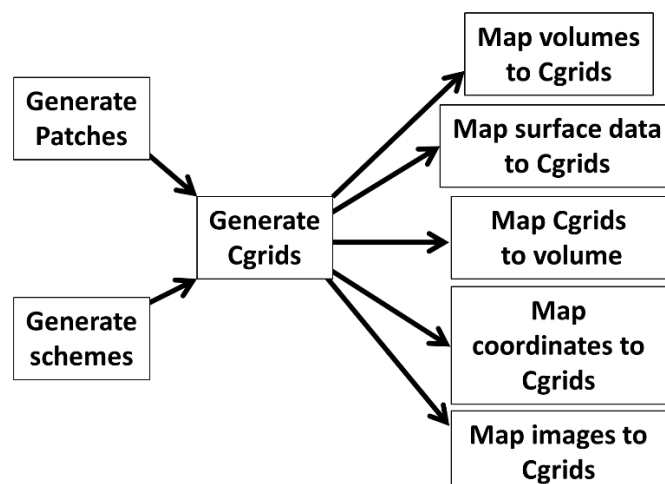 Generate
Patches
Generate
schemes
Generate
Cgrids
Map volumes
to Cgrids
Map surface data
to Cgrids
Map Cgrids
to volume
Map
coordinates to
Cgrids
Map images to
Cgrids